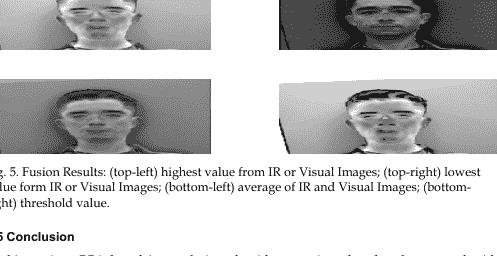 g. 5. Fusion Results: (top-left) highest value from IR or Visual Images; (top-right) lowest
lue form IR or Visual Images; (bottom-left) average of IR and Visual Images; (bottom-
ght) threshold value.
5 Conclusion